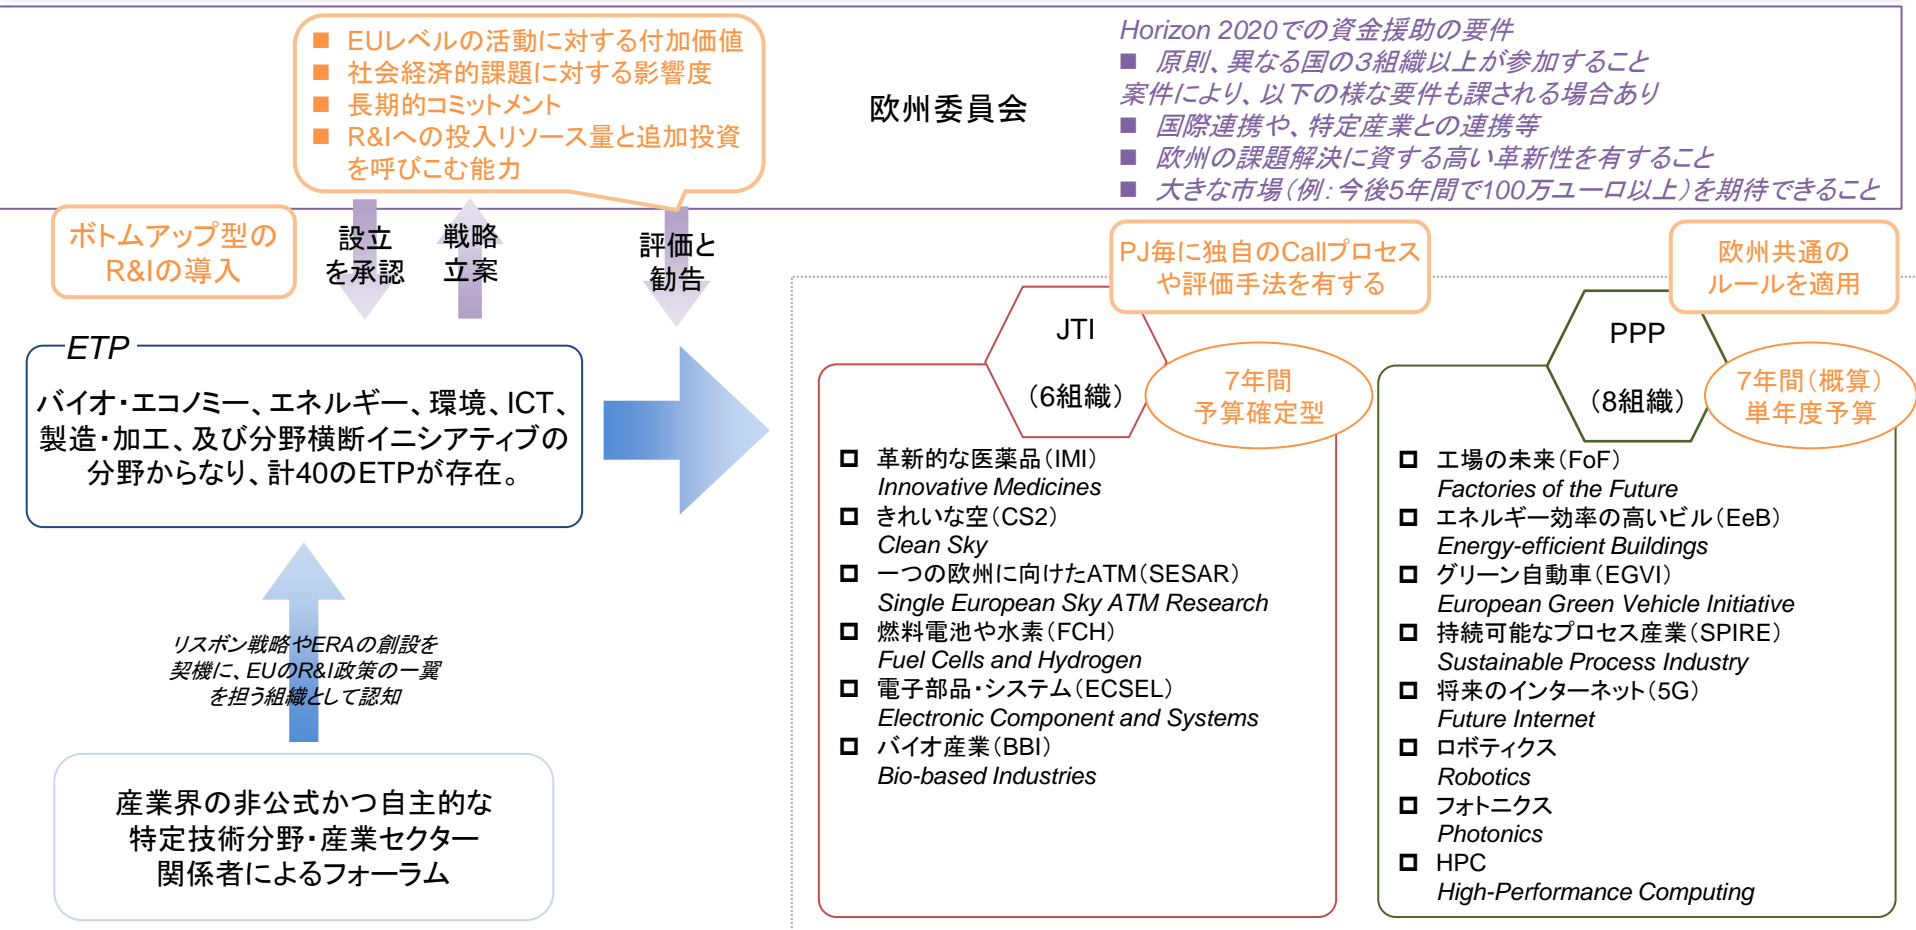 ■ EUレベルの活動に対する付加価値
■ 社会経済的課題に対する影響度
■ 長期的コミットメント
■ R&Iへの投入リソース量と追加投資
を呼びこむ能力
欧州委員会
Horizon 2020での資金援助の要件
■ 原則、異なる国の3組織以上が参加すること
案件により、以下の様な要件も課される場合あり
■ 国際連携や、特定産業との連携等
■ 欧州の課題解決に資する高い革新性を有すること
■ 大きな市場(例:今後5年間で100万ユーロ以上)を期待できること
ボトムアップ型の
R&Iの導入
設立
を承認
戦略
立案
評価と
勧告
PJ毎に独自のCallプロセス
や評価手法を有する
欧州共通の
ルールを適用
ETP
バイオ・エコノミー、エネルギー、環境、ICT、
製造・加工、及び分野横断イニシアティブの
分野からなり、計40のETPが存在。
リスボン戦略やERAの創設を
契機に、EUのR&I政策の一翼
を担う組織として認知
産業界の非公式かつ自主的な
特定技術分野・産業セクター
関係者によるフォーラム
JTI
(6組織)
7年間
予算確定型
革新的な医薬品(IMI)
Innovative Medicines
きれいな空(CS2)
Clean Sky
一つの欧州に向けたATM(SESAR)
Single European Sky ATM Research
燃料電池や水素(FCH)
Fuel Cells and Hydrogen
電子部品・システム(ECSEL)
Electronic Component and Systems
バイオ産業(BBI)
Bio-based Industries
PPP
(8組織)
7年間(概算)
単年度予算
工場の未来(FoF)
Factories of the Future
エネルギー効率の高いビル(EeB)
Energy-efficient Buildings
グリーン自動車(EGVI)
European Green Vehicle Initiative
持続可能なプロセス産業(SPIRE)
Sustainable Process Industry
将来のインターネット(5G)
Future Internet
ロボティクス
Robotics
フォトニクス
Photonics
HPC
High-Performance Computing